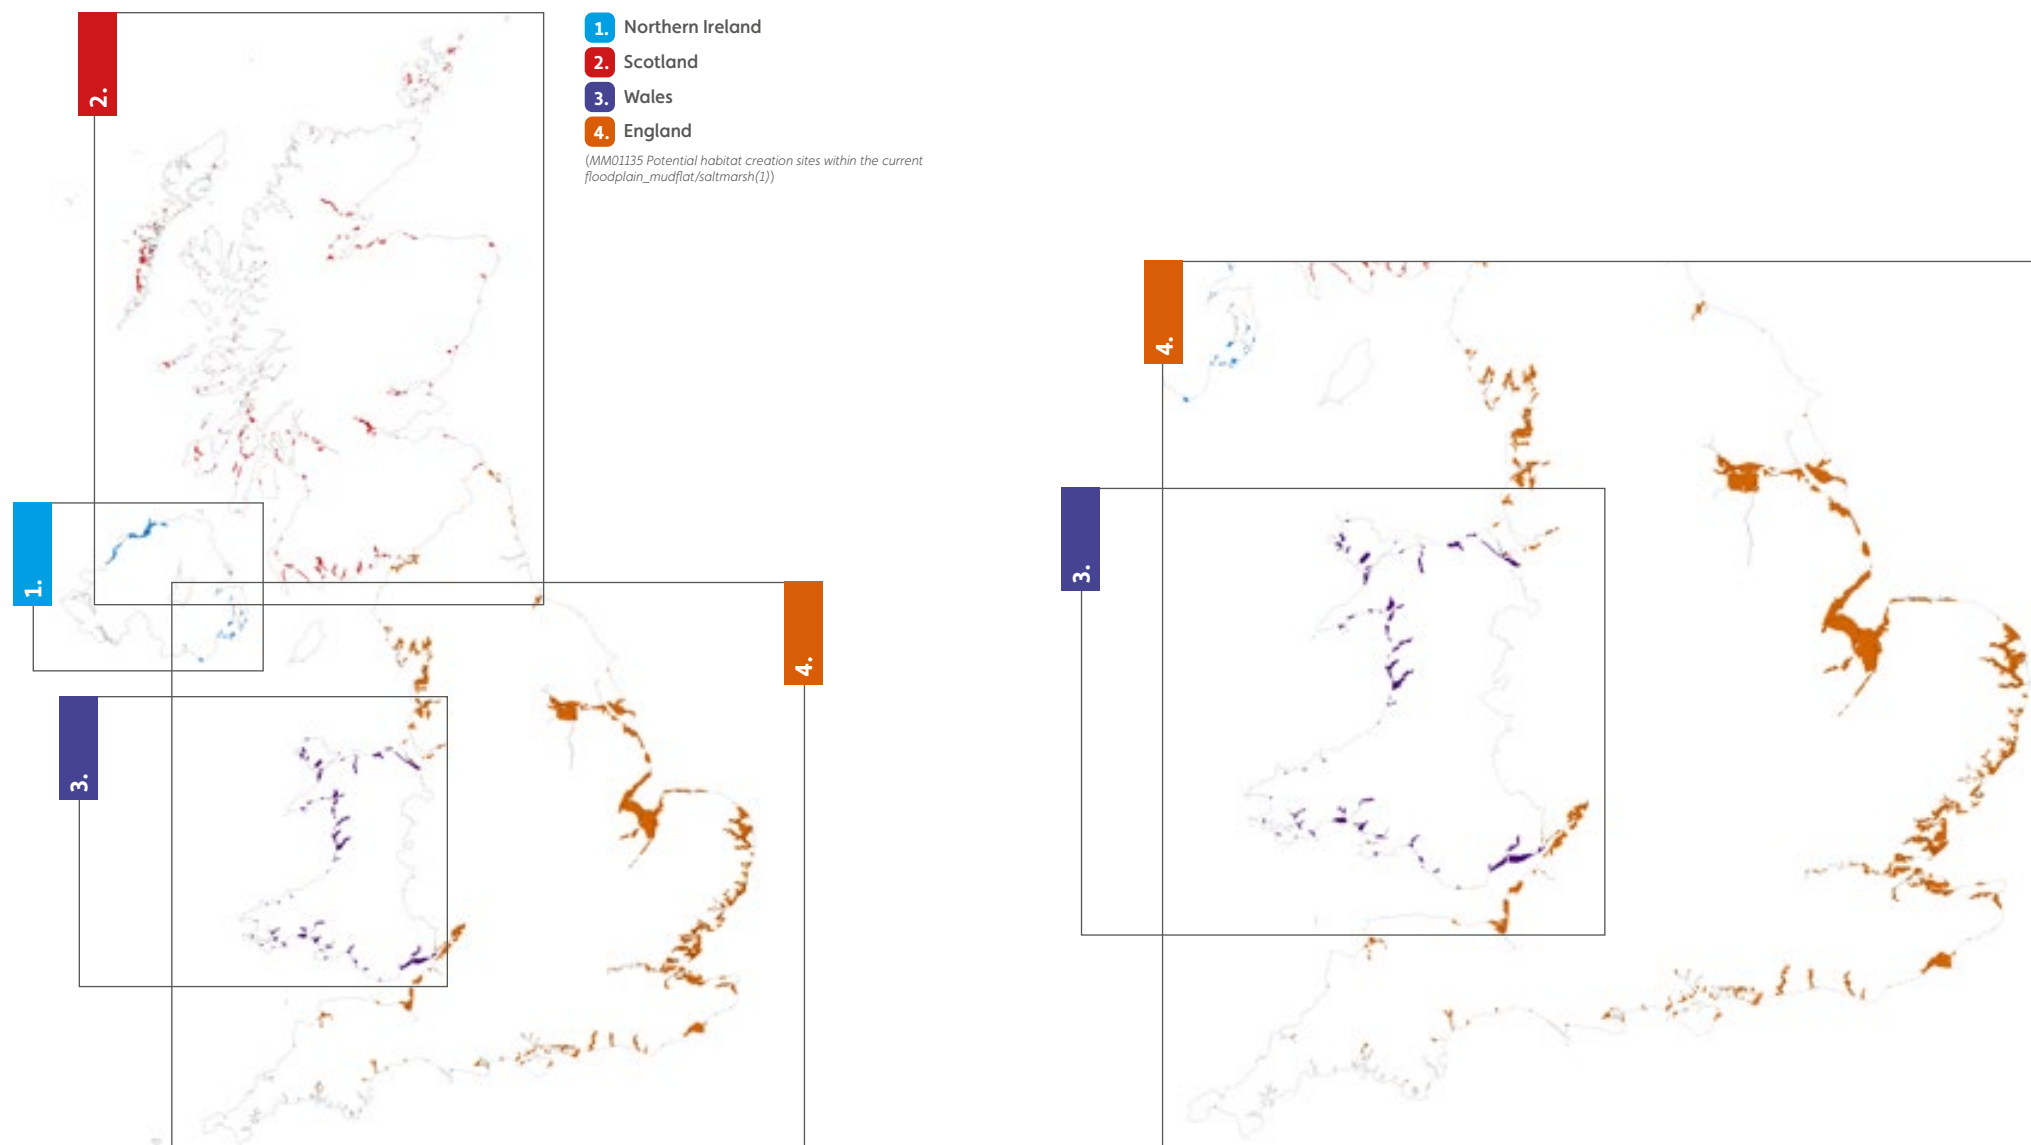 2.
1. Northern Ireland
2. Scotland
3. Wales
4. England
(MM01135 Potential habitat creation sites within the current
floodplain_mudflat/saltmarsh(1))
1.
4.
3.
4.
3.